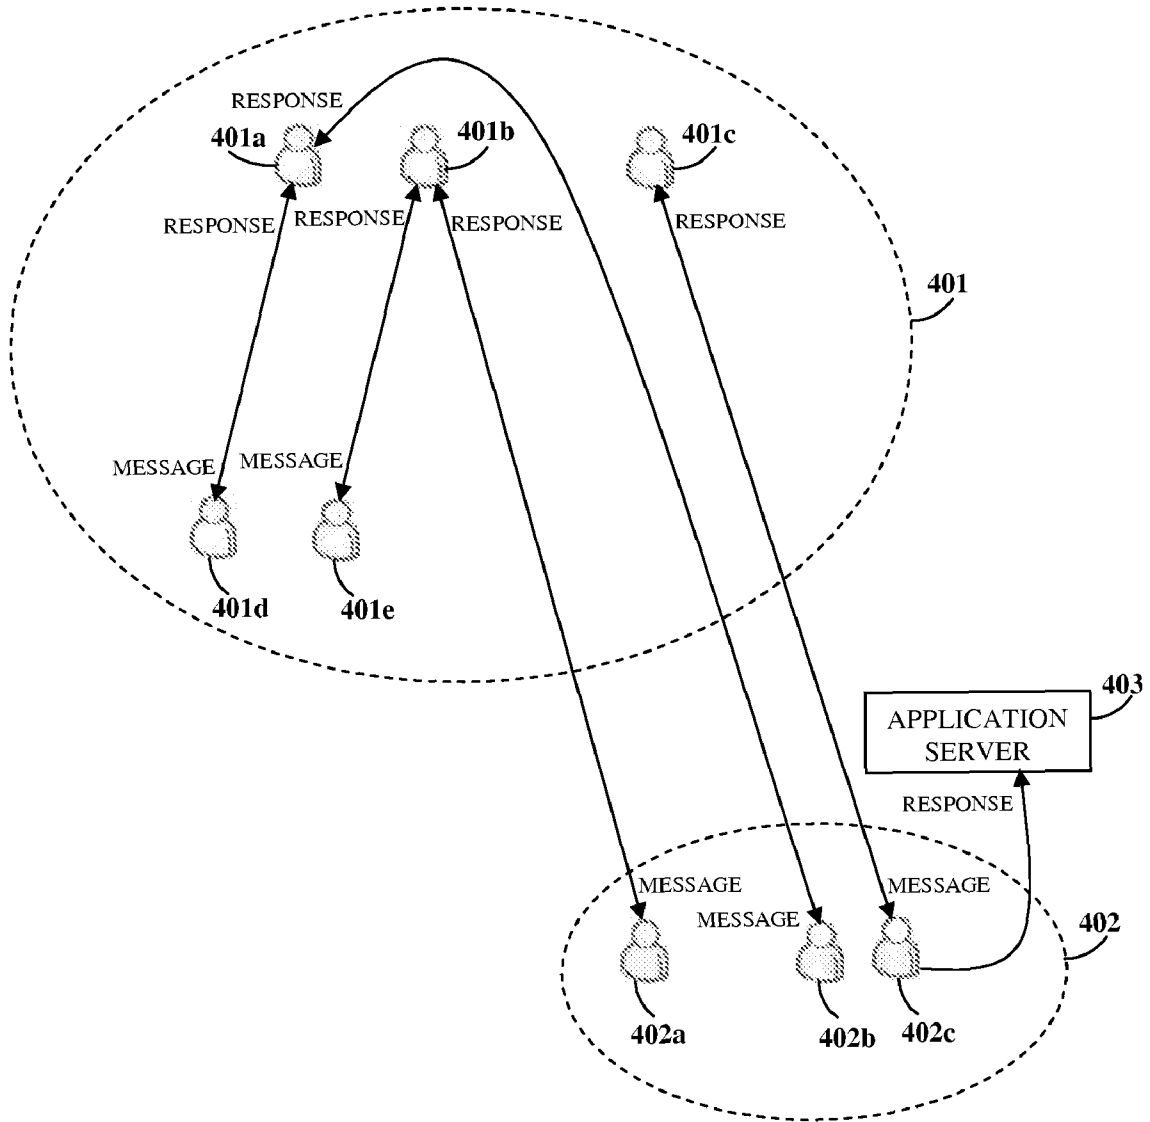 RESPONSE
401a
401b
401c
RESPONSE
RESPONSE
RESPONSE
RESPONSE
401
MESSAGE
MESSAGE
401d
401e
403
APPLICATION
SERVER
RESPONSE
MESSAGE
MESSAGE
MESSAGE
402
402a
402b
402c